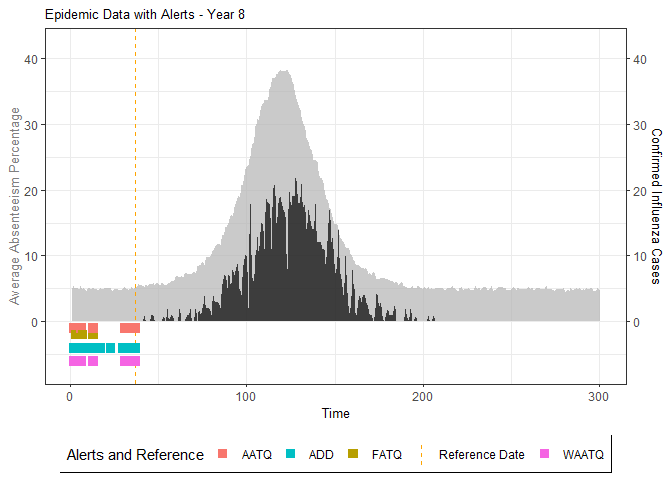 Epidemic Data with Alerts - Year 8
Average Absenteeism Percentage
40
30
20
10
0
40
30
20
10
0
Confirmed Influenza Cases
0 100 200 300
Time
Alerts and Reference AATQ ADD FATQ Reference Date WAATQ